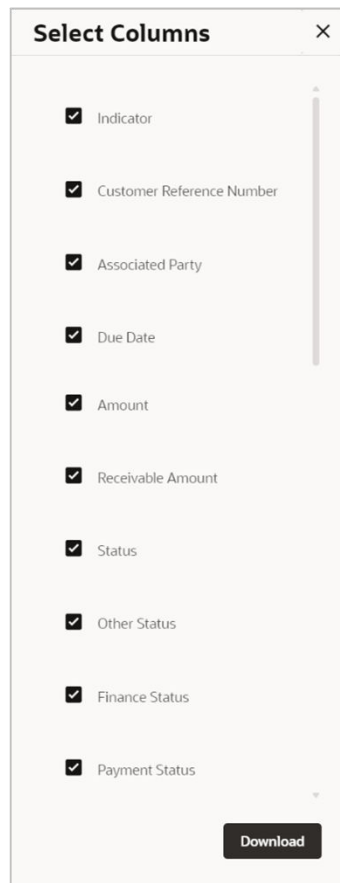 Select Columns
Indicator
Customer Reference Number
Associated Party
Due Date
Amount
Receivable Amount
Status
Other Status
Finance Status
Payment Status
Download